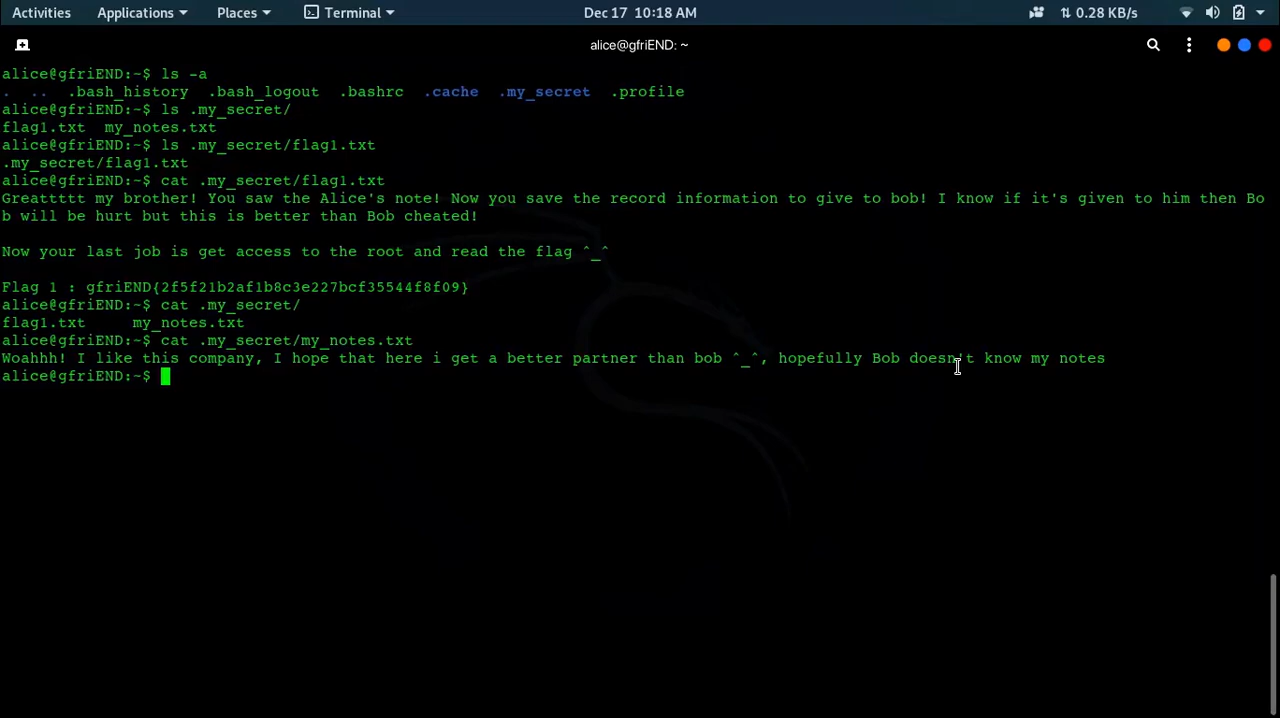 Activities Applications Places Terminal Dec 17 10:18 AM 0.28 KB/s
alice@gfriEND: ~
alice@gfriEND:~$ ls -a
. .. .bash_history .bash_logout .bashrc .cache .my_secret .profile
alice@gfriEND:~$ ls .my_secret/
flag1.txt my_notes.txt
alice@gfriEND:~$ ls .my_secret/flag1.txt
.my_secret/flag1.txt
alice@gfriEND:~$ cat .my_secret/flag1.txt
Greattttt my brother! You saw the Alice's note! Now you save the record information to give to bob! I know if it's given to him then Bo
b will be hurt but this is better than Bob cheated!
Now your last job is get access to the root and read the flag ^_^
Flag 1 : gfriEND{2f5f21b2af1b8c3e227bcf35544f8f09}
alice@gfriEND:~$ cat .my_secret/
flag1.txt my_notes.txt
alice@gfriEND:~$ cat .my_secret/my_notes.txt
Woahhh! I like this company, I hope that here i get a better partner than bob ^_^, hopefully Bob doesn't know my notes
alice@gfriEND:~$